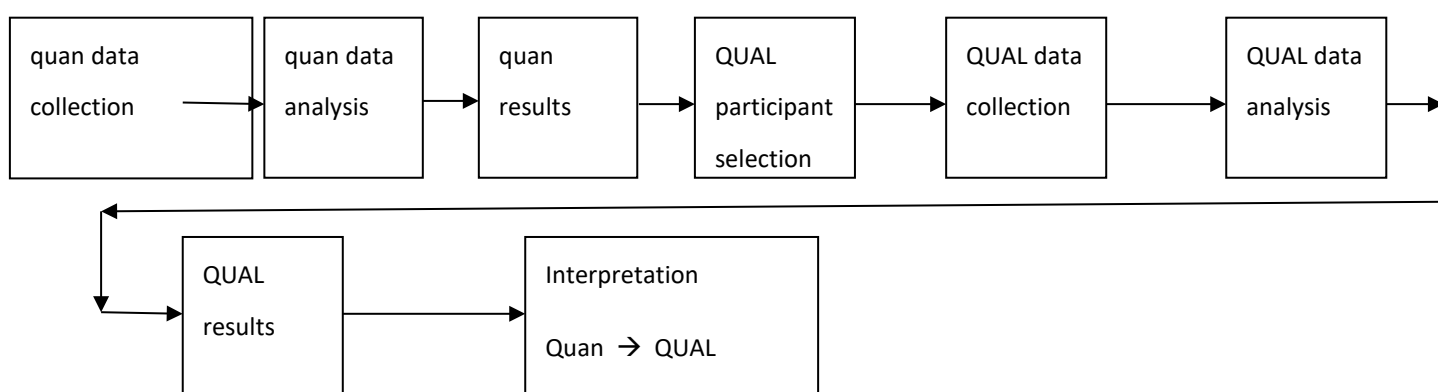 quan data
collection
quan data
analysis
quan
results
QUAL
participant
selection
QUAL data
collection
QUAL data
analysis
QUAL
results
Interpretation
Quan → QUAL